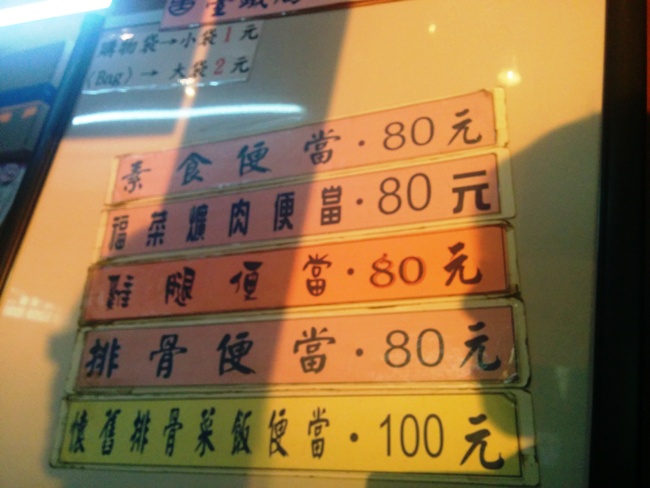 臺鐵
購物袋→小袋1元
(Bag)→大袋2元
素食便當·80元
福菜爌肉便當·80元
雞腿便當·80元
排骨便當·80元
懷舊排骨菜飯便當·100元